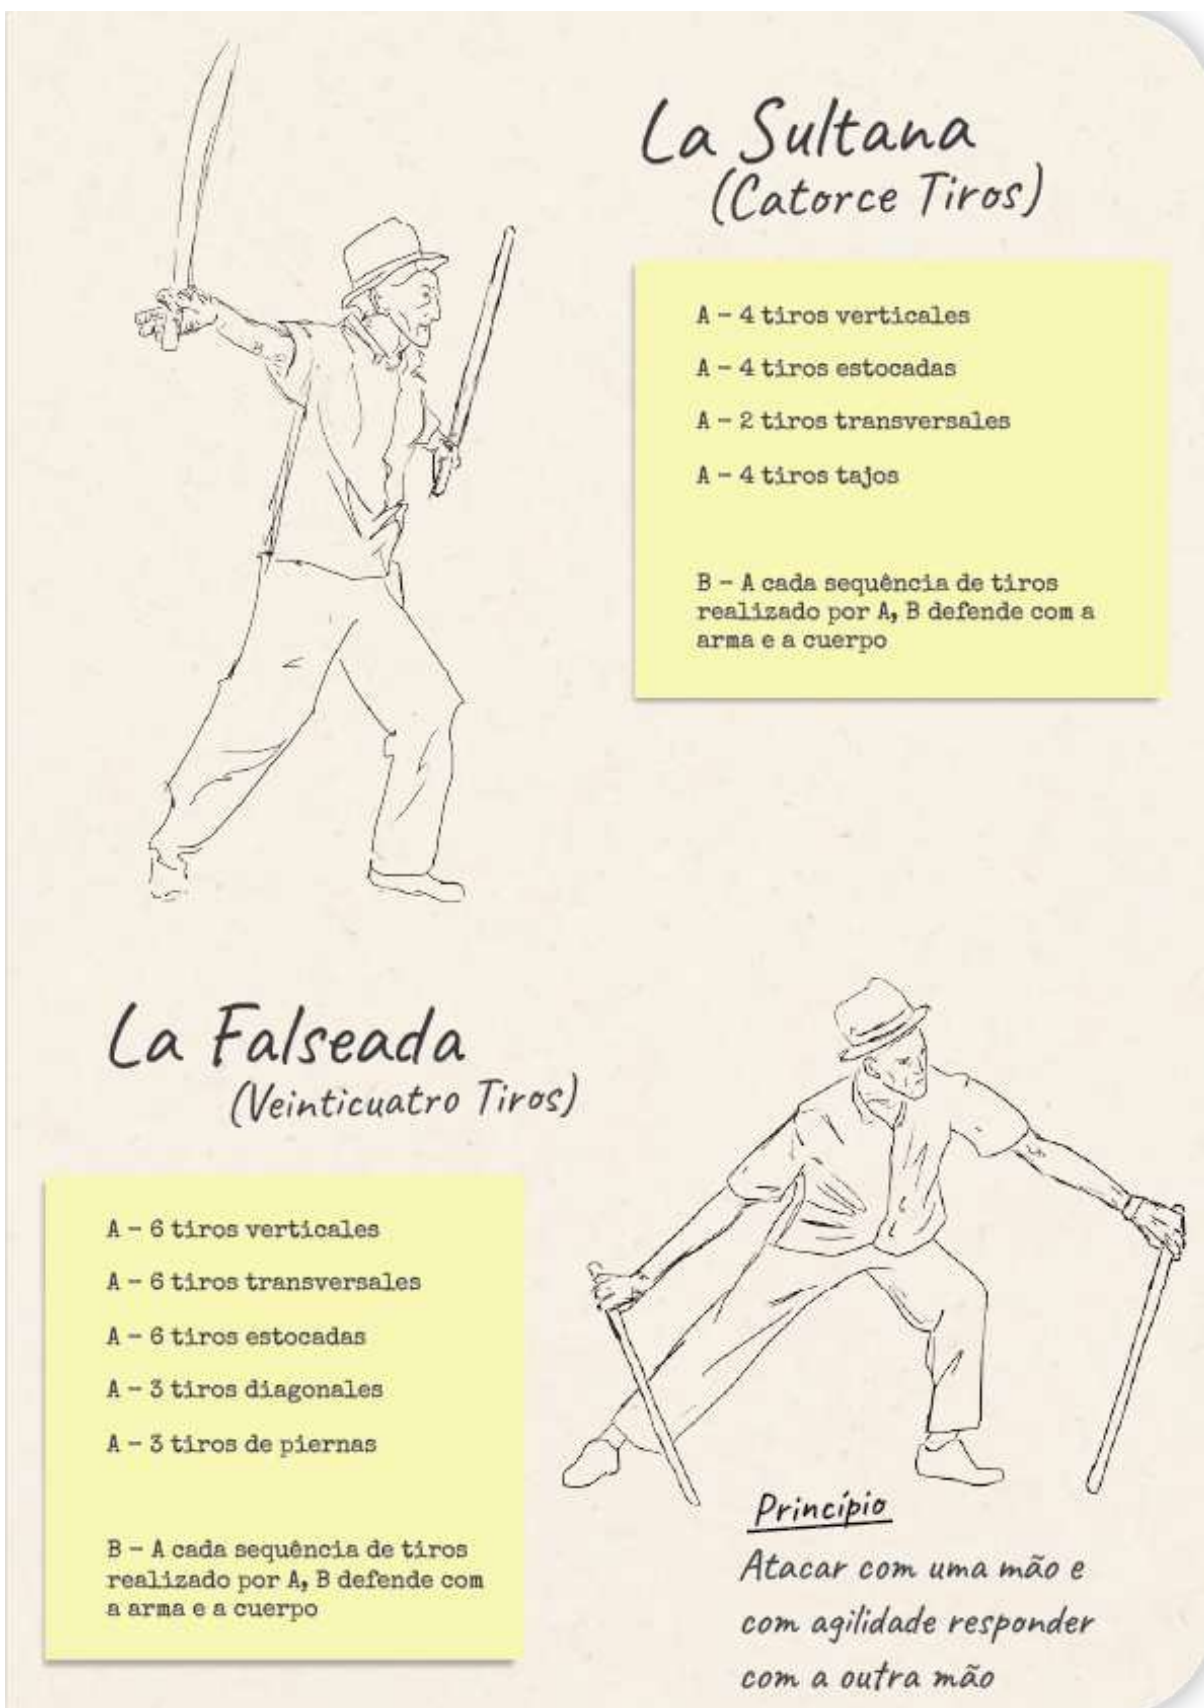 La Sultana
(Catorce Tiros)
A - 4 tiros verticales
A - 4 tiros estocadas
A - 2 tiros transversales
A - 4 tiros tajos
B - A cada sequência de tiros
realizado por A, B defende com a
arma e a cuerpo
La Falseada
(Veinticuatro Tiros)
A - 6 tiros verticales
A - 6 tiros transversales
A - 6 tiros estocadas
A - 3 tiros diagonales
A - 3 tiros de piernas
B - A cada sequência de tiros
realizado por A, B defende com
a arma e a cuerpo
Princípio
Atacar com uma mão e
com agilidade responder
com a outra mão